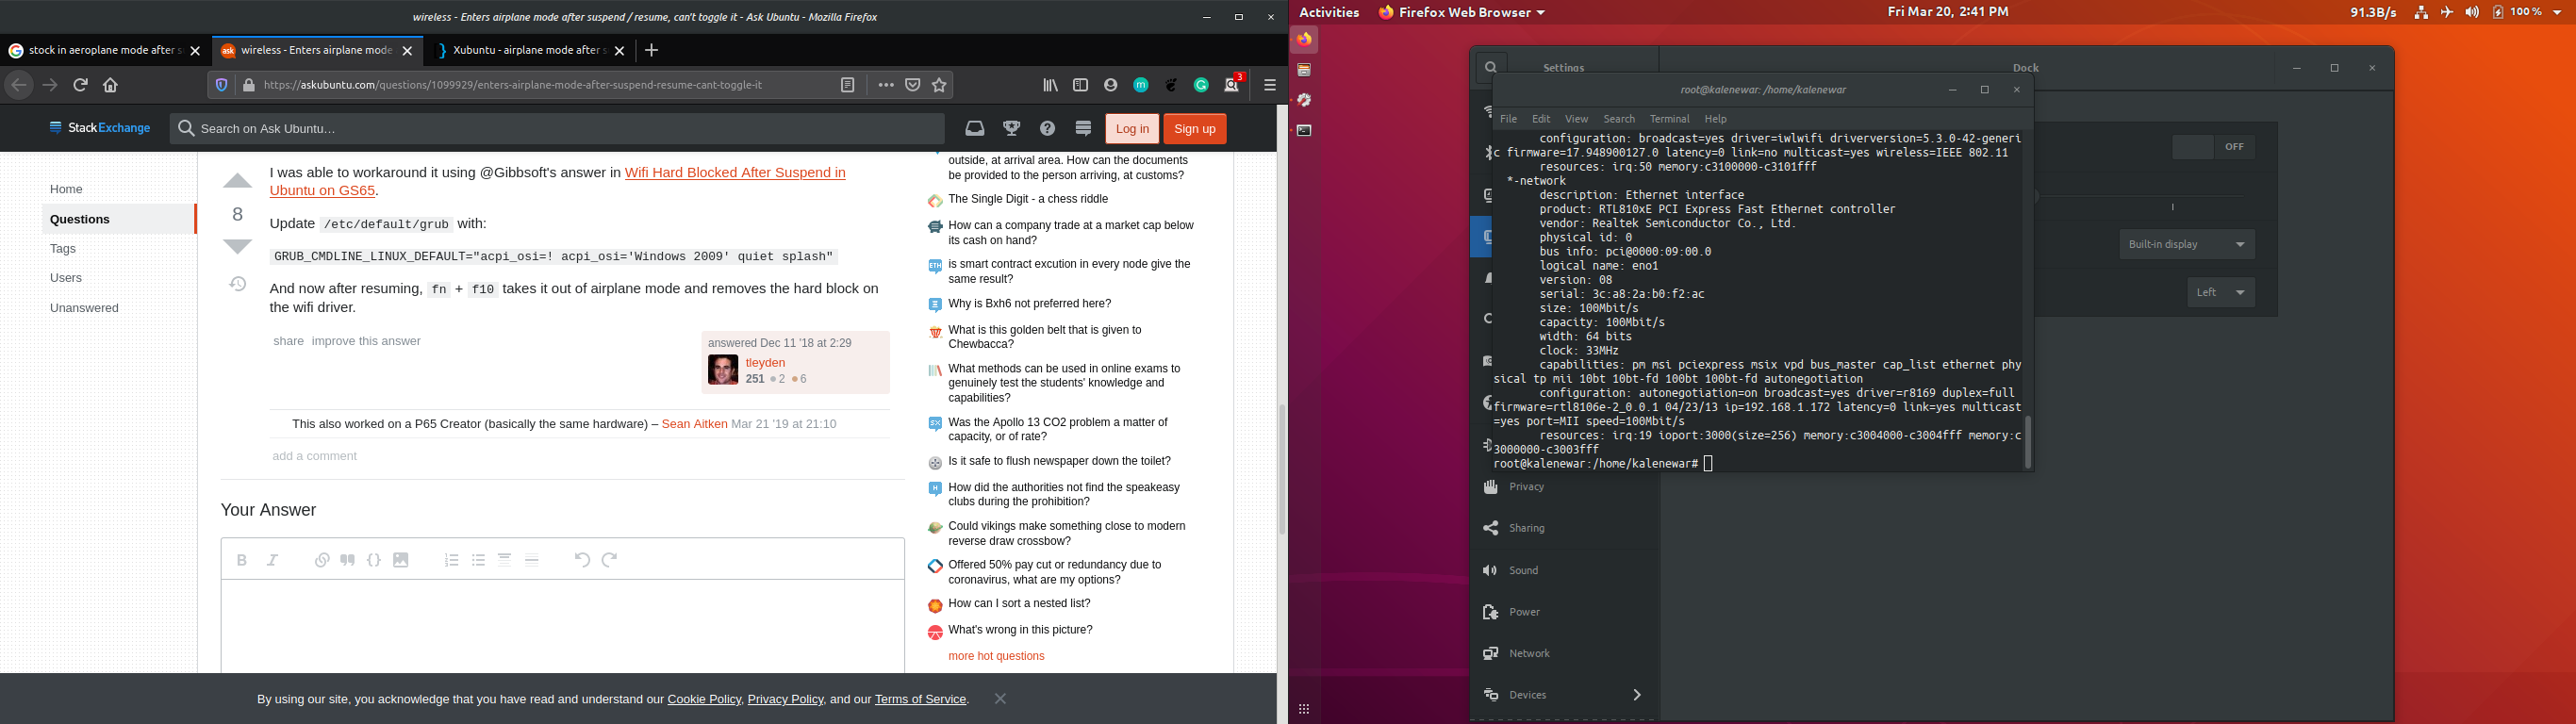 wireless - Enters airplane mode after suspend / resume, can't toggle it - Ask Ubuntu - Mozilla Firefox
stock in aeroplane mode after s
wireless - Enters airplane mode
Xubuntu - airplane mode after s
https://askubuntu.com/questions/1099929/enters-airplane-mode-after-suspend-resume-cant-toggle-it
3
StackExchange
Search on Ask Ubuntu…
Log in
Sign up
Home
Questions
Tags
Users
Unanswered
I was able to workaround it using @Gibbsoft's answer in Wifi Hard Blocked After Suspend in
Ubuntu on GS65.
8
Update /etc/default/grub with:
GRUB_CMDLINE_LINUX_DEFAULT="acpi_osi=! acpi_osi='Windows 2009' quiet splash"
And now after resuming, fn + f10 takes it out of airplane mode and removes the hard block on
the wifi driver.
share improve this answer
answered Dec 11 '18 at 2:29
tleyden
251 2 6
This also worked on a P65 Creator (basically the same hardware) – Sean Aitken Mar 21 '19 at 21:10
add a comment
Your Answer
outside, at arrival area. How can the documents
be provided to the person arriving, at customs?
The Single Digit - a chess riddle
How can a company trade at a market cap below
its cash on hand?
is smart contract excution in every node give the
same result?
Why is Bxh6 not preferred here?
What is this golden belt that is given to
Chewbacca?
What methods can be used in online exams to
genuinely test the students' knowledge and
capabilities?
Was the Apollo 13 CO2 problem a matter of
capacity, or of rate?
Is it safe to flush newspaper down the toilet?
How did the authorities not find the speakeasy
clubs during the prohibition?
Could vikings make something close to modern
reverse draw crossbow?
Offered 50% pay cut or redundancy due to
coronavirus, what are my options?
How can I sort a nested list?
What's wrong in this picture?
more hot questions
By using our site, you acknowledge that you have read and understand our Cookie Policy, Privacy Policy, and our Terms of Service.
Activities
Firefox Web Browser
Fri Mar 20, 2:41 PM
91.3B/s
100 %
Settings
Dock
OFF
Built-in display
Left
root@kalenewar: /home/kalenewar
File Edit View Search Terminal Help
configuration: broadcast=yes driver=iwlwifi driverversion=5.3.0-42-generi
c firmware=17.948900127.0 latency=0 link=no multicast=yes wireless=IEEE 802.11
resources: irq:50 memory:c3100000-c3101fff
*-network
description: Ethernet interface
product: RTL810xE PCI Express Fast Ethernet controller
vendor: Realtek Semiconductor Co., Ltd.
physical id: 0
bus info: pci@0000:09:00.0
logical name: eno1
version: 08
serial: 3c:a8:2a:b0:f2:ac
size: 100Mbit/s
capacity: 100Mbit/s
width: 64 bits
clock: 33MHz
capabilities: pm msi pciexpress msix vpd bus_master cap_list ethernet phy
sical tp mii 10bt 10bt-fd 100bt 100bt-fd autonegotiation
configuration: autonegotiation=on broadcast=yes driver=r8169 duplex=full
firmware=rtl8106e-2_0.0.1 04/23/13 ip=192.168.1.172 latency=0 link=yes multicast
=yes port=MII speed=100Mbit/s
resources: irq:19 ioport:3000(size=256) memory:c3004000-c3004fff memory:c
3000000-c3003fff
root@kalenewar:/home/kalenewar#
Privacy
Sharing
Sound
Power
Network
Devices